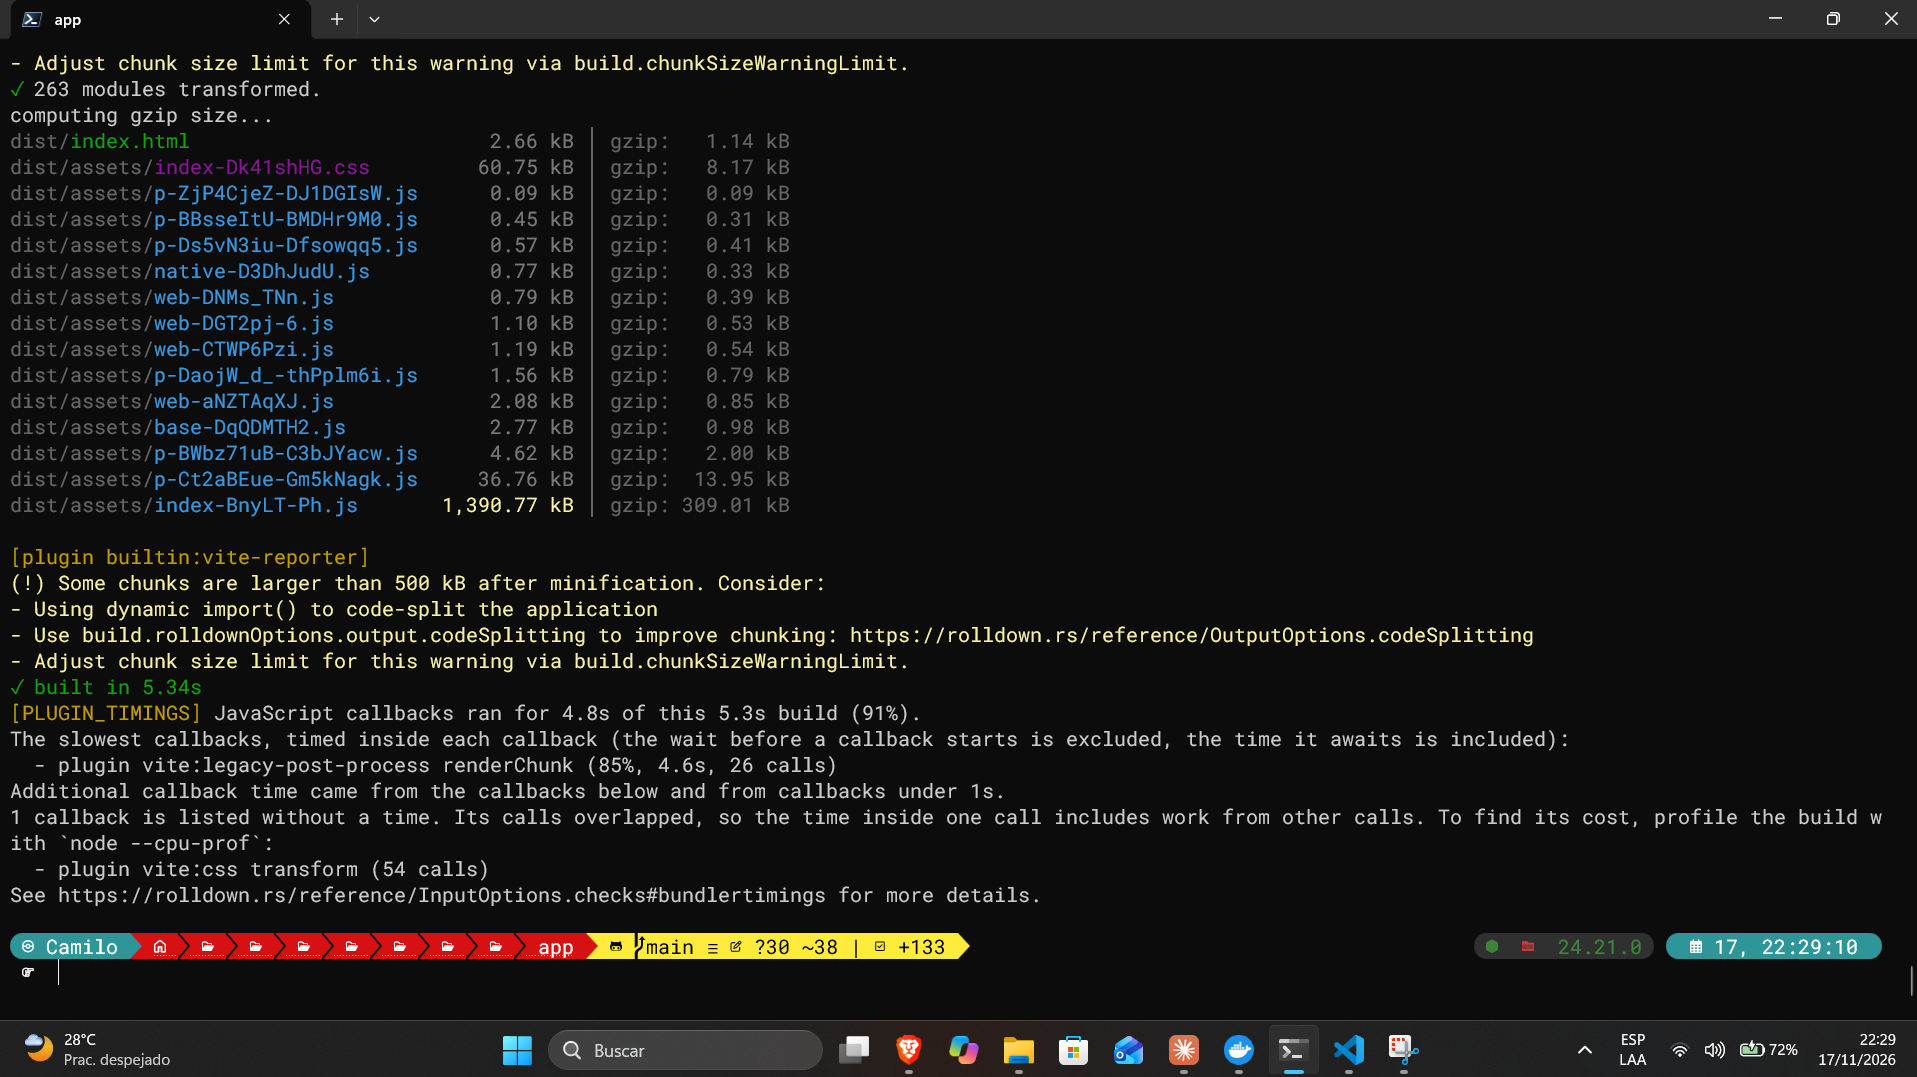 app
- Adjust chunk size limit for this warning via build.chunkSizeWarningLimit.
✓ 263 modules transformed.
computing gzip size...
dist/index.html 2.66 kB │ gzip: 1.14 kB
dist/assets/index-Dk41shHG.css 60.75 kB │ gzip: 8.17 kB
dist/assets/p-ZjP4CjeZ-DJ1DGIsW.js 0.09 kB │ gzip: 0.09 kB
dist/assets/p-BBsseItU-BMDHr9M0.js 0.45 kB │ gzip: 0.31 kB
dist/assets/p-Ds5vN3iu-Dfsowqq5.js 0.57 kB │ gzip: 0.41 kB
dist/assets/native-D3DhJudU.js 0.77 kB │ gzip: 0.33 kB
dist/assets/web-DNMs_TNn.js 0.79 kB │ gzip: 0.39 kB
dist/assets/web-DGT2pj-6.js 1.10 kB │ gzip: 0.53 kB
dist/assets/web-CTWP6Pzi.js 1.19 kB │ gzip: 0.54 kB
dist/assets/p-DaojW_d_-thPplm6i.js 1.56 kB │ gzip: 0.79 kB
dist/assets/web-aNZTAqXJ.js 2.08 kB │ gzip: 0.85 kB
dist/assets/base-DqQDMTH2.js 2.77 kB │ gzip: 0.98 kB
dist/assets/p-BWbz71uB-C3bJYacw.js 4.62 kB │ gzip: 2.00 kB
dist/assets/p-Ct2aBEue-Gm5kNagk.js 36.76 kB │ gzip: 13.95 kB
dist/assets/index-BnyLT-Ph.js 1,390.77 kB │ gzip: 309.01 kB
[plugin builtin:vite-reporter]
(!) Some chunks are larger than 500 kB after minification. Consider:
- Using dynamic import() to code-split the application
- Use build.rolldownOptions.output.codeSplitting to improve chunking: https://rolldown.rs/reference/OutputOptions.codeSplitting
- Adjust chunk size limit for this warning via build.chunkSizeWarningLimit.
✓ built in 5.34s
[PLUGIN_TIMINGS] JavaScript callbacks ran for 4.8s of this 5.3s build (91%).
The slowest callbacks, timed inside each callback (the wait before a callback starts is excluded, the time it awaits is included):
- plugin vite:legacy-post-process renderChunk (85%, 4.6s, 26 calls)
Additional callback time came from the callbacks below and from callbacks under 1s.
1 callback is listed without a time. Its calls overlapped, so the time inside one call includes work from other calls. To find its cost, profile the build w
ith `node --cpu-prof`:
- plugin vite:css transform (54 calls)
See https://rolldown.rs/reference/InputOptions.checks#bundlertimings for more details.
Camilo app main ≡ ?30 ~38 | +133 24.21.0 17, 22:29:10
28°C
Prac. despejado
Buscar
ESP
LAA
72%
22:29
17/11/2026